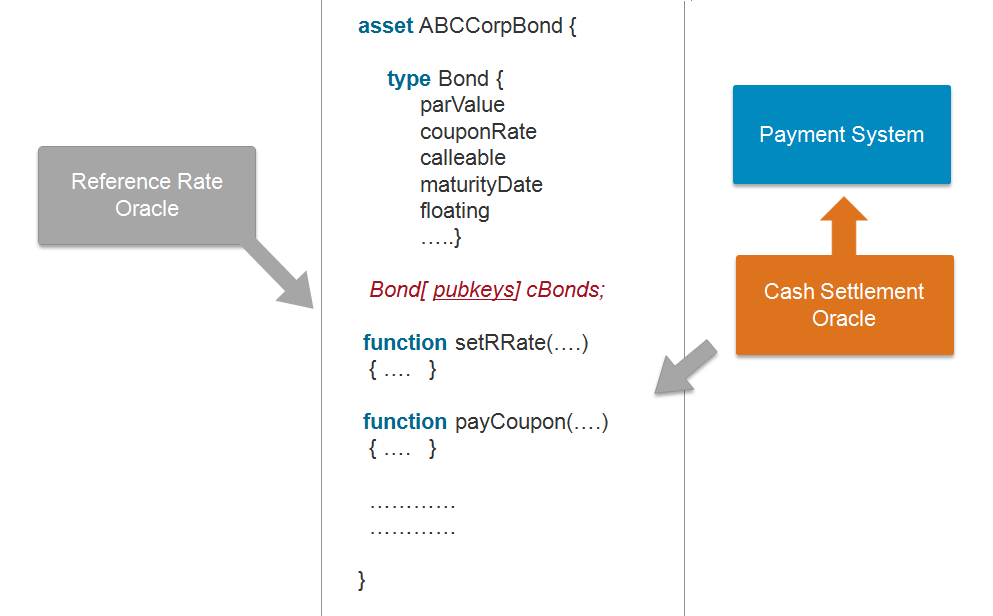 asset ABCCorpBond {
type Bond {
parValue
couponRate
calleable
maturityDate
floating
…..}
Bond[ pubkeys] cBonds;
function setRRate(….)
{ …. }
function payCoupon(….)
{ …. }
…………
…………
}
Reference Rate
Oracle
Payment System
Cash Settlement
Oracle